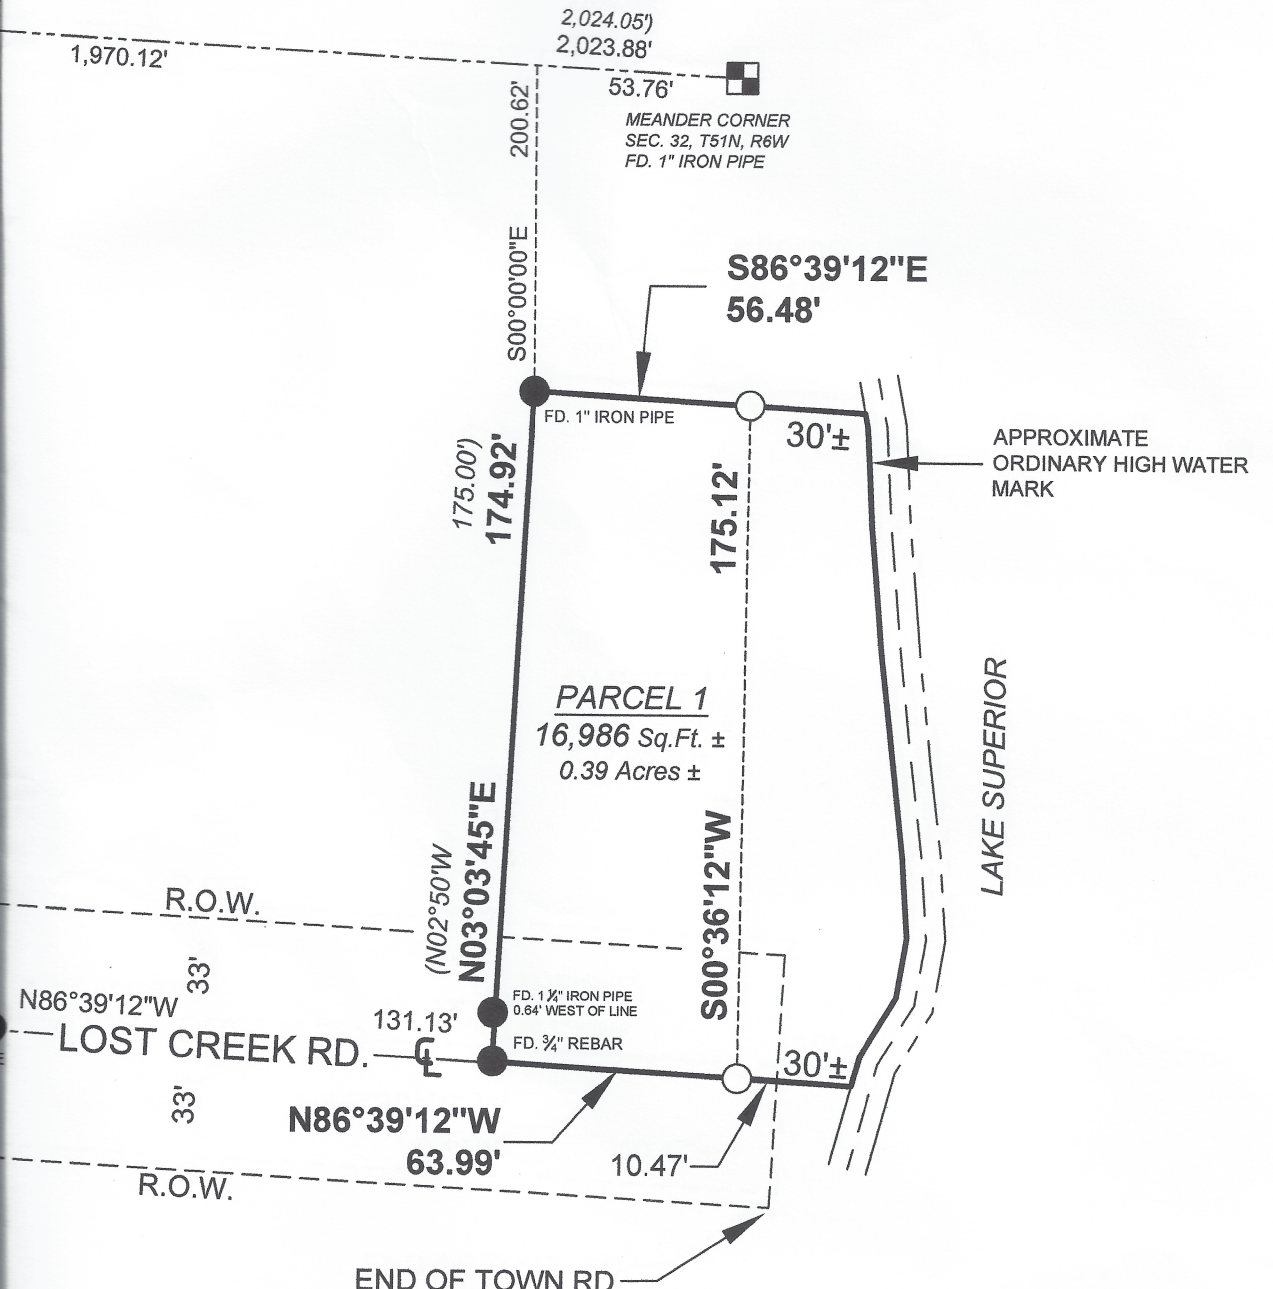 2,024.05')
2,023.88'
1,970.12'
53.76'
MEANDER CORNER
SEC. 32, T51N, R6W
FD. 1" IRON PIPE
200.62'
S00°00'00"E
S86°39'12"E
56.48'
FD. 1" IRON PIPE
30'±
APPROXIMATE
ORDINARY HIGH WATER
MARK
(175.00')
174.92'
175.12'
PARCEL 1
16,986 Sq.Ft. ±
0.39 Acres ±
LAKE SUPERIOR
(N02°50'W
N03°03'45"E
S00°36'12"W
R.O.W.
33'
N86°39'12"W
LOST CREEK RD.
131.13'
CL
FD. 1 ¼" IRON PIPE
0.64' WEST OF LINE
FD. ¾" REBAR
30'±
33'
N86°39'12"W
63.99'
10.47'
R.O.W.
END OF TOWN RD